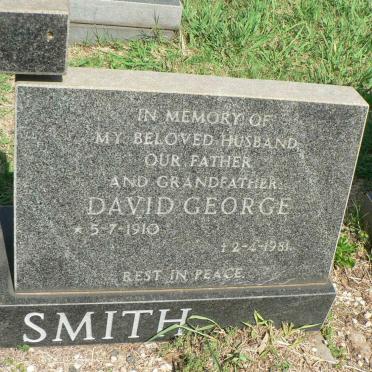 IN MEMORY OF
MY BELOVED HUSBAND
OUR FATHER
AND GRANDFATHER
DAVID GEORGE
* 5-7-1910
† 2-4-1981
REST IN PEACE.
SMITH